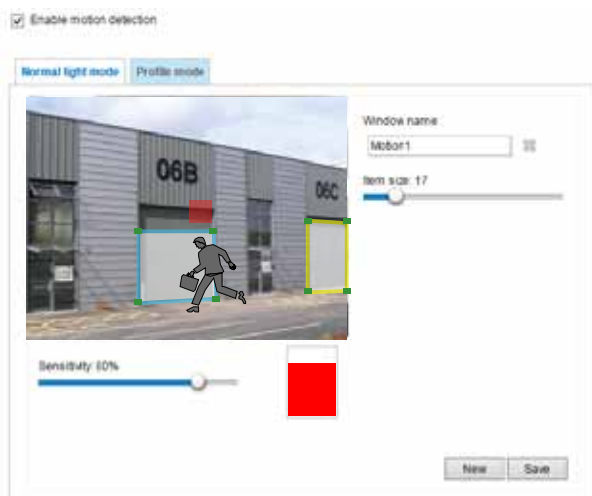 Enable motion detection
Normal light mode
Profile mode
Window name
Motion1
Item size: 17
06B
06C
Sensitivity: 80%
New
Save